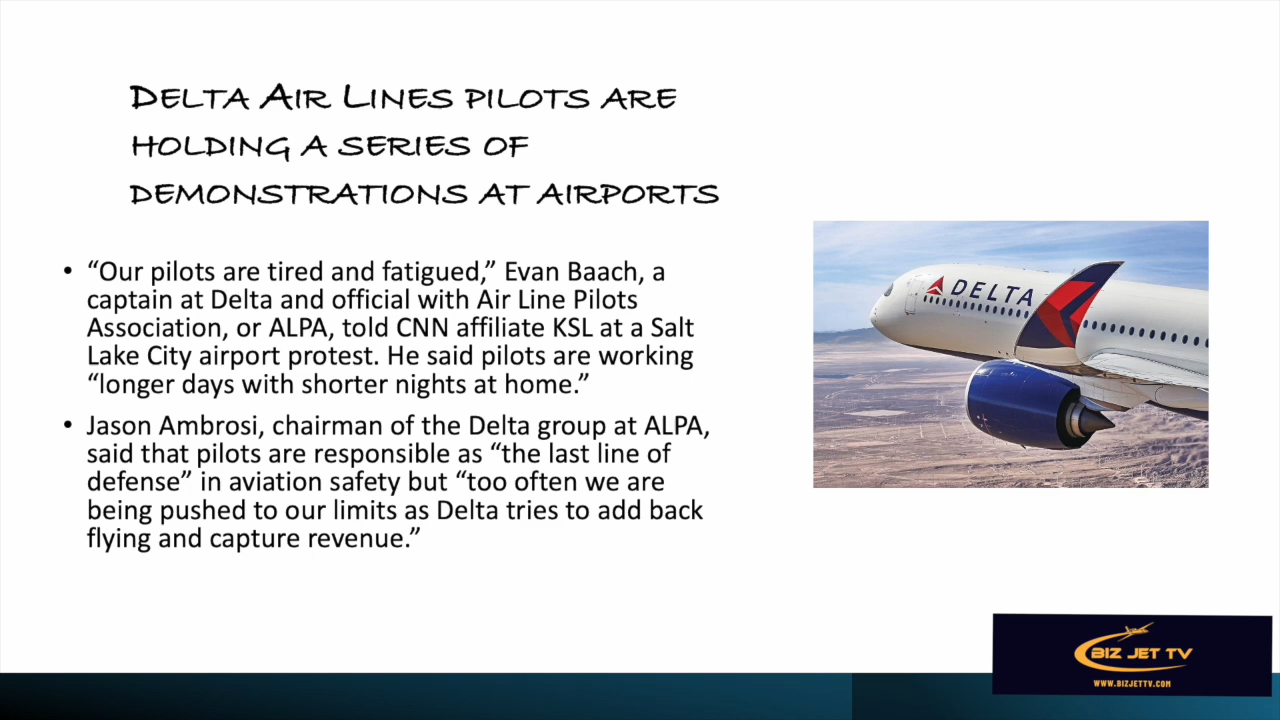 Delta Air Lines pilots are
holding a series of
demonstrations at airports
• “Our pilots are tired and fatigued,” Evan Baach, a
captain at Delta and official with Air Line Pilots
Association, or ALPA, told CNN affiliate KSL at a Salt
Lake City airport protest. He said pilots are working
“longer days with shorter nights at home.”
• Jason Ambrosi, chairman of the Delta group at ALPA,
said that pilots are responsible as “the last line of
defense” in aviation safety but “too often we are
being pushed to our limits as Delta tries to add back
flying and capture revenue.”
DELTA
BIZ JET TV
WWW.BIZJETTV.COM